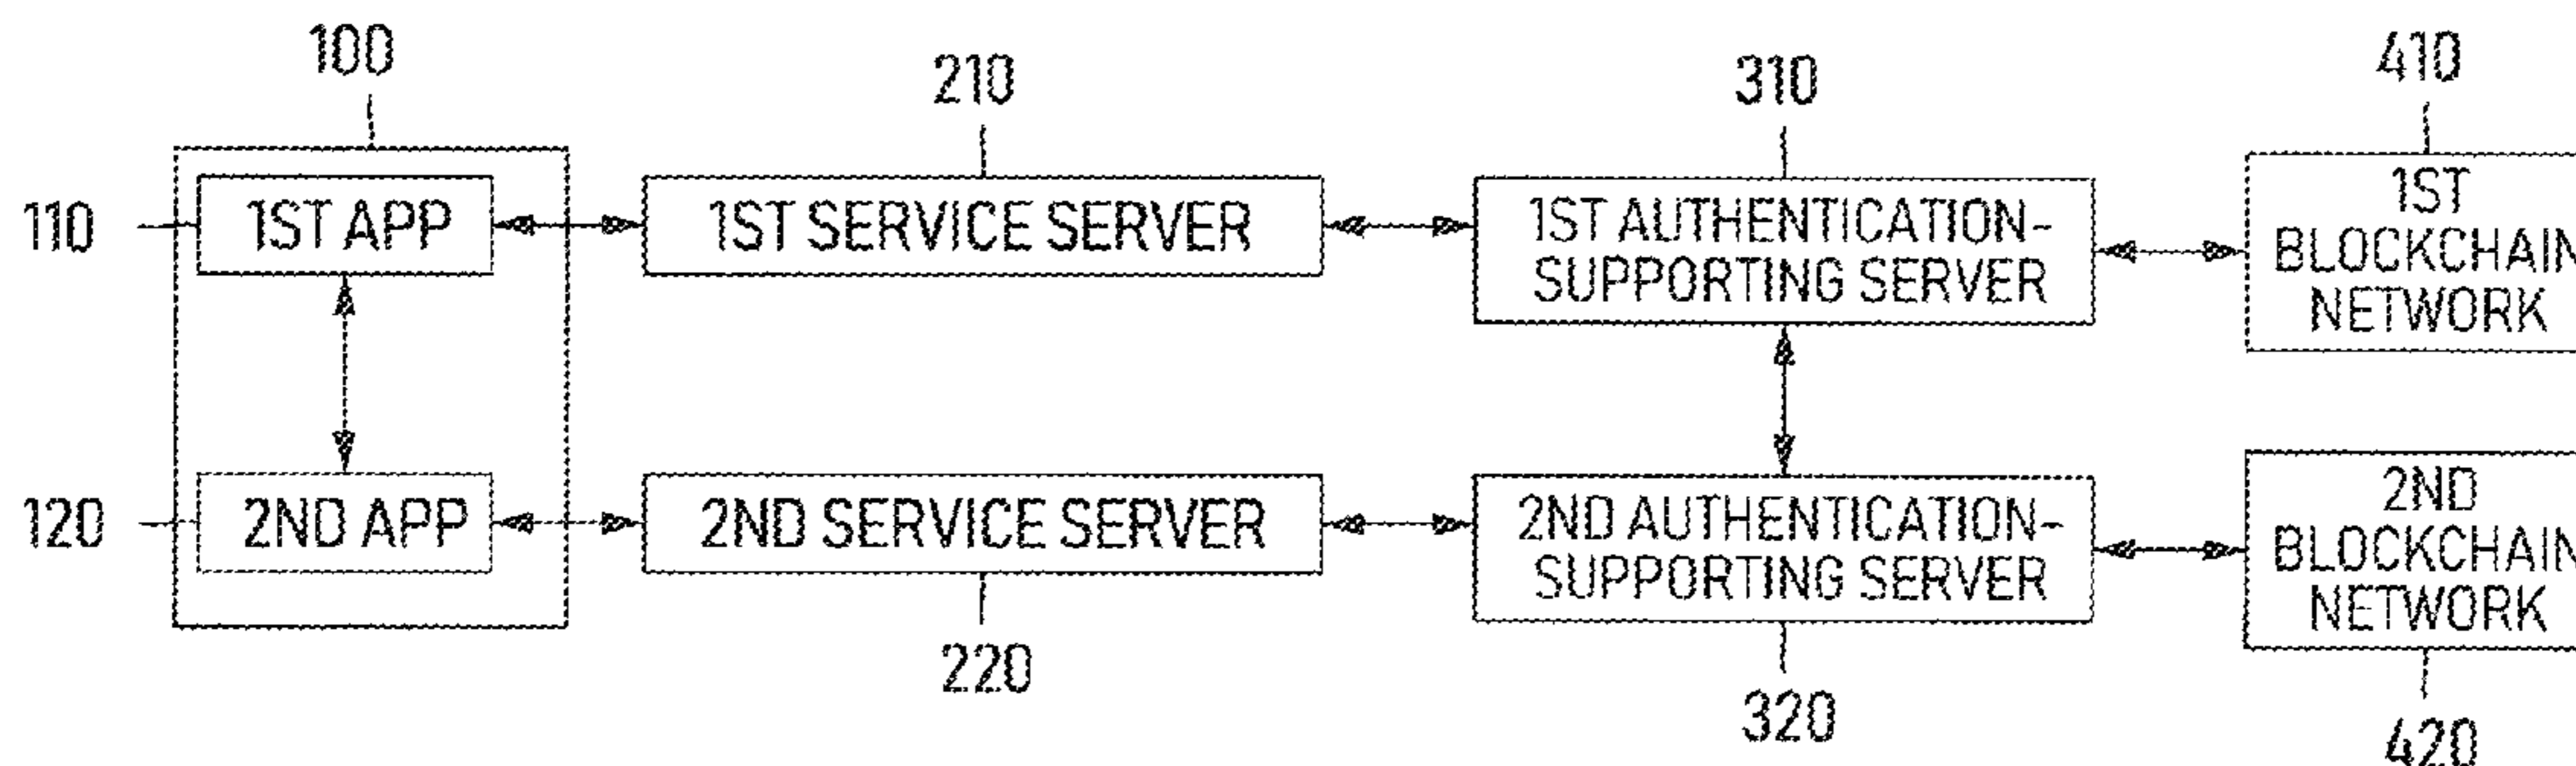 100
210
310
410
110
1ST APP
1ST SERVICE SERVER
1ST AUTHENTICATION-
SUPPORTING SERVER
1ST
BLOCKCHAIN
NETWORK
120
2ND APP
2ND SERVICE SERVER
2ND AUTHENTICATION-
SUPPORTING SERVER
2ND
BLOCKCHAIN
NETWORK
220
320
420